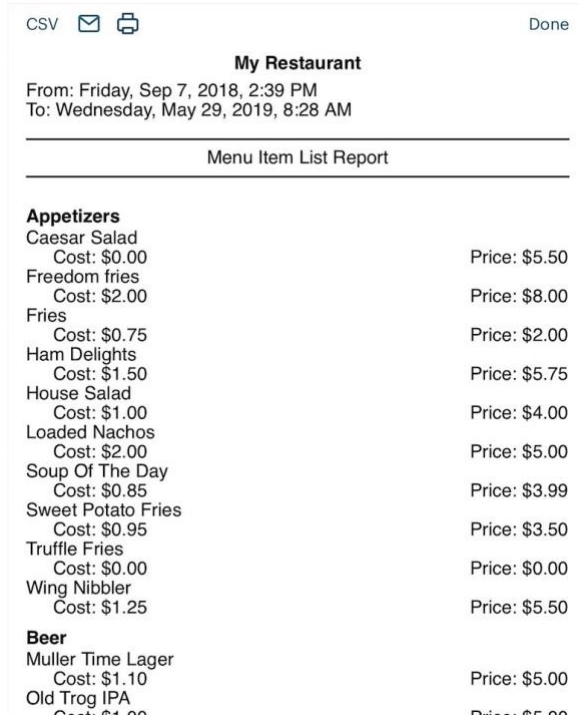 CSV Done
My Restaurant
From: Friday, Sep 7, 2018, 2:39 PM
To: Wednesday, May 29, 2019, 8:28 AM
Menu Item List Report
Appetizers
Caesar Salad
Cost: $0.00 Price: $5.50
Freedom fries
Cost: $2.00 Price: $8.00
Fries
Cost: $0.75 Price: $2.00
Ham Delights
Cost: $1.50 Price: $5.75
House Salad
Cost: $1.00 Price: $4.00
Loaded Nachos
Cost: $2.00 Price: $5.00
Soup Of The Day
Cost: $0.85 Price: $3.99
Sweet Potato Fries
Cost: $0.95 Price: $3.50
Truffle Fries
Cost: $0.00 Price: $0.00
Wing Nibbler
Cost: $1.25 Price: $5.50
Beer
Muller Time Lager
Cost: $1.10 Price: $5.00
Old Trog IPA